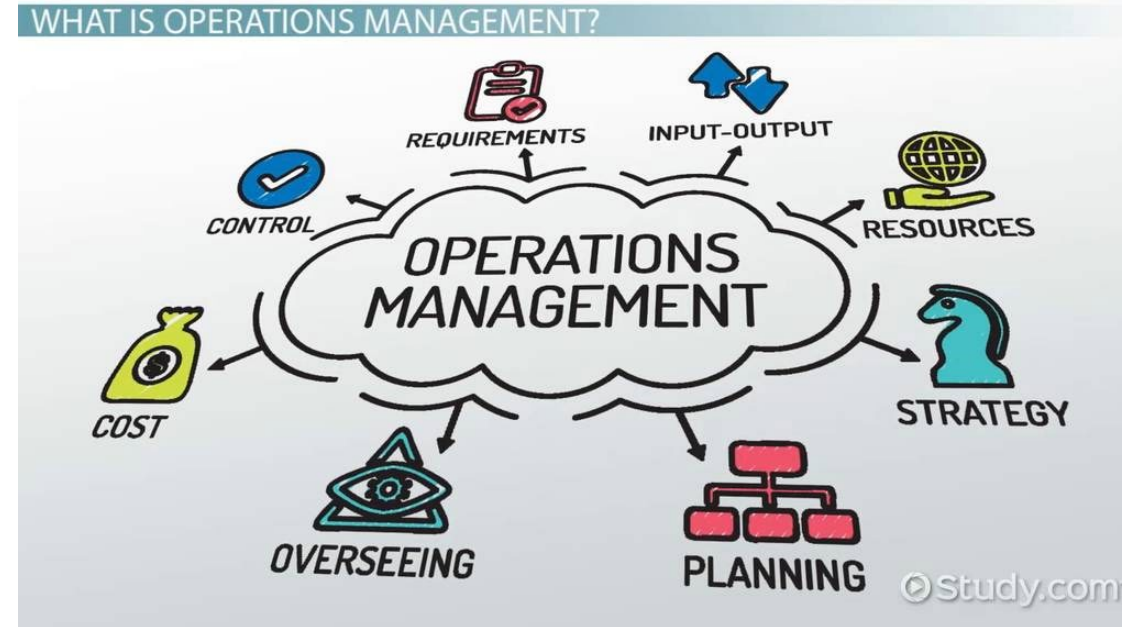 WHAT IS OPERATIONS MANAGEMENT?
REQUIREMENTS
INPUT-OUTPUT
CONTROL
RESOURCES
OPERATIONS
MANAGEMENT
COST
STRATEGY
OVERSEEING
PLANNING
Study.com